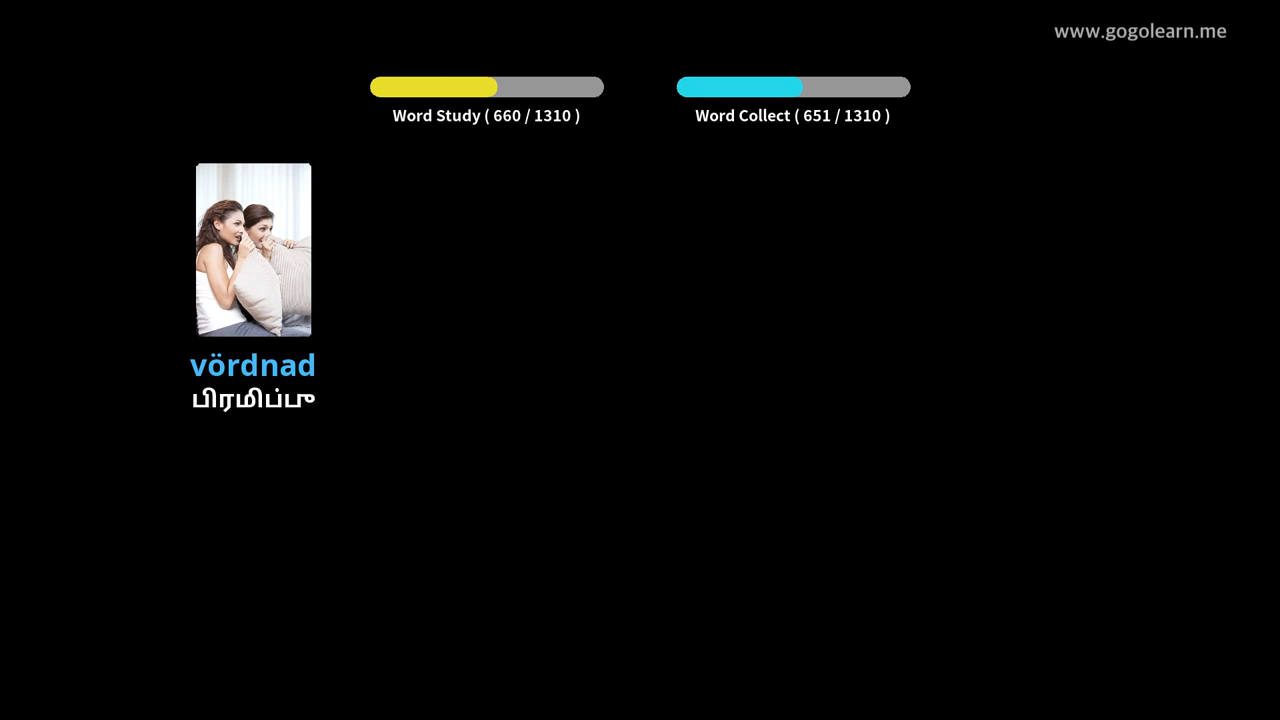 www.gogolearn.me
Word Study ( 660 / 1310 )
Word Collect ( 651 / 1310 )
vördnad
பிரமிப்பு